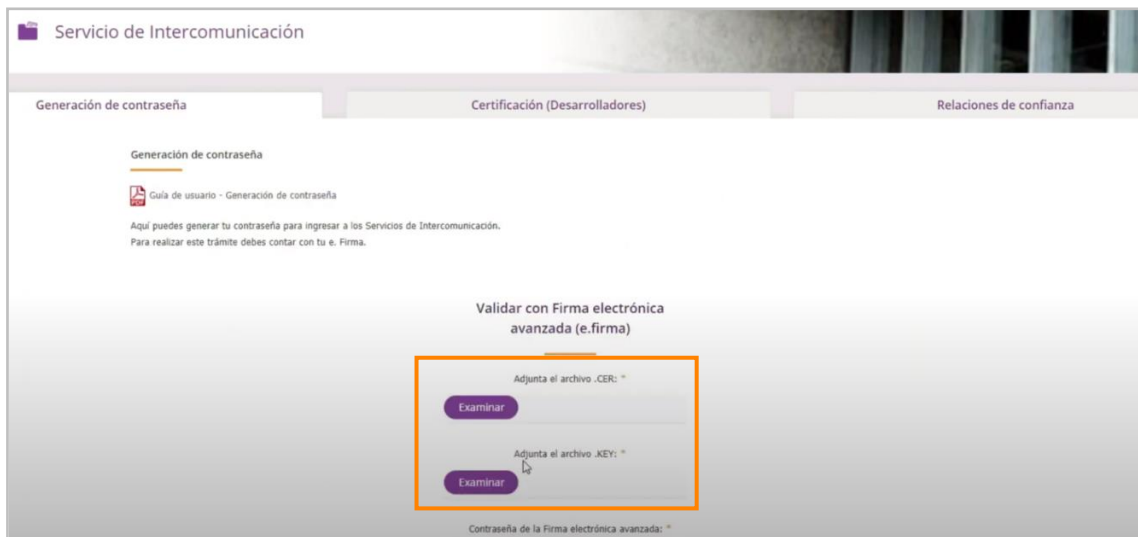 Servicio de Intercomunicación
Generación de contraseña
Certificación (Desarrolladores)
Relaciones de confianza
Generación de contraseña
PDF
Guía de usuario - Generación de contraseña
Aquí puedes generar tu contraseña para ingresar a los Servicios de Intercomunicación.
Para realizar este trámite debes contar con tu e. Firma.
Validar con Firma electrónica
avanzada (e.firma)
Adjunta el archivo .CER: *
Examinar
Adjunta el archivo .KEY: *
Examinar
Contraseña de la Firma electrónica avanzada: *